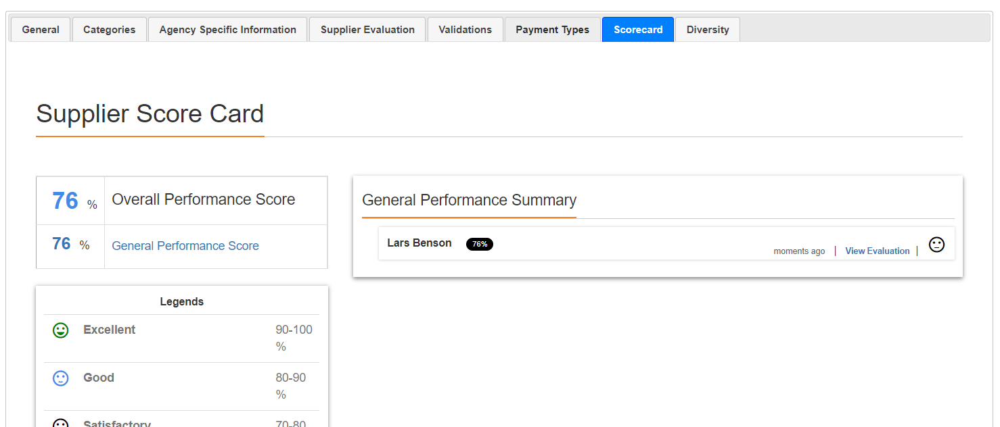 General Categories Agency Specific Information Supplier Evaluation Validations Payment Types Scorecard Diversity
Supplier Score Card
76 % Overall Performance Score
76 % General Performance Score
General Performance Summary
Lars Benson 76% moments ago | View Evaluation |
Legends
Excellent 90-100
%
Good 80-90
%
Satisfactory 70-80